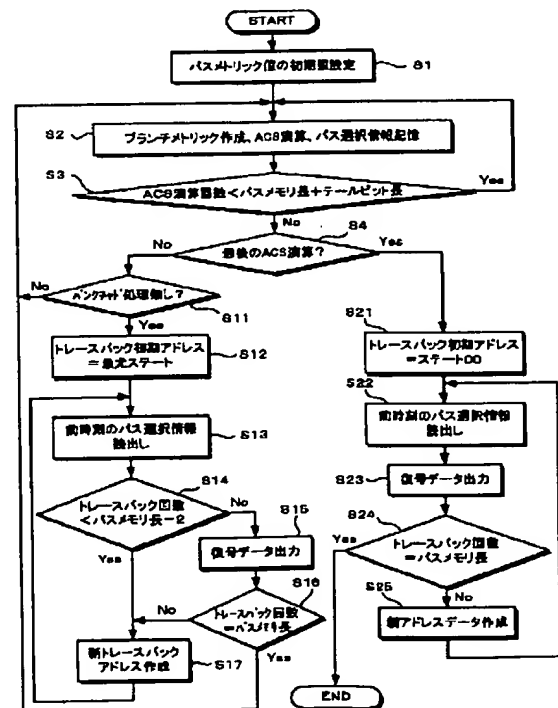 START
パスメトリック値の初期値設定
S1
S2
ブランチメトリック作成、ACS演算、パス選択情報記憶
S3
ACS演算回数<パスメモリ長+テールビット長
Yes
No
S4
No
最後のACS演算?
Yes
No
パンクチャド処理無し?
S11
Yes
トレースバック初期アドレス
=最尤ステート
S12
前時刻のパス選択情報
読出し
S13
S14
トレースバック回数
<パスメモリ長-2
No
Yes
S15
復号データ出力
S16
No
トレースバック回数
=パスメモリ長
Yes
新トレースバック
アドレス作成
S17
S21
トレースバック初期アドレス
=ステート00
S22
前時刻のパス選択情報
読出し
S23
復号データ出力
S24
Yes
トレースバック回数
=パスメモリ長
No
S25
新アドレスデータ作成
END